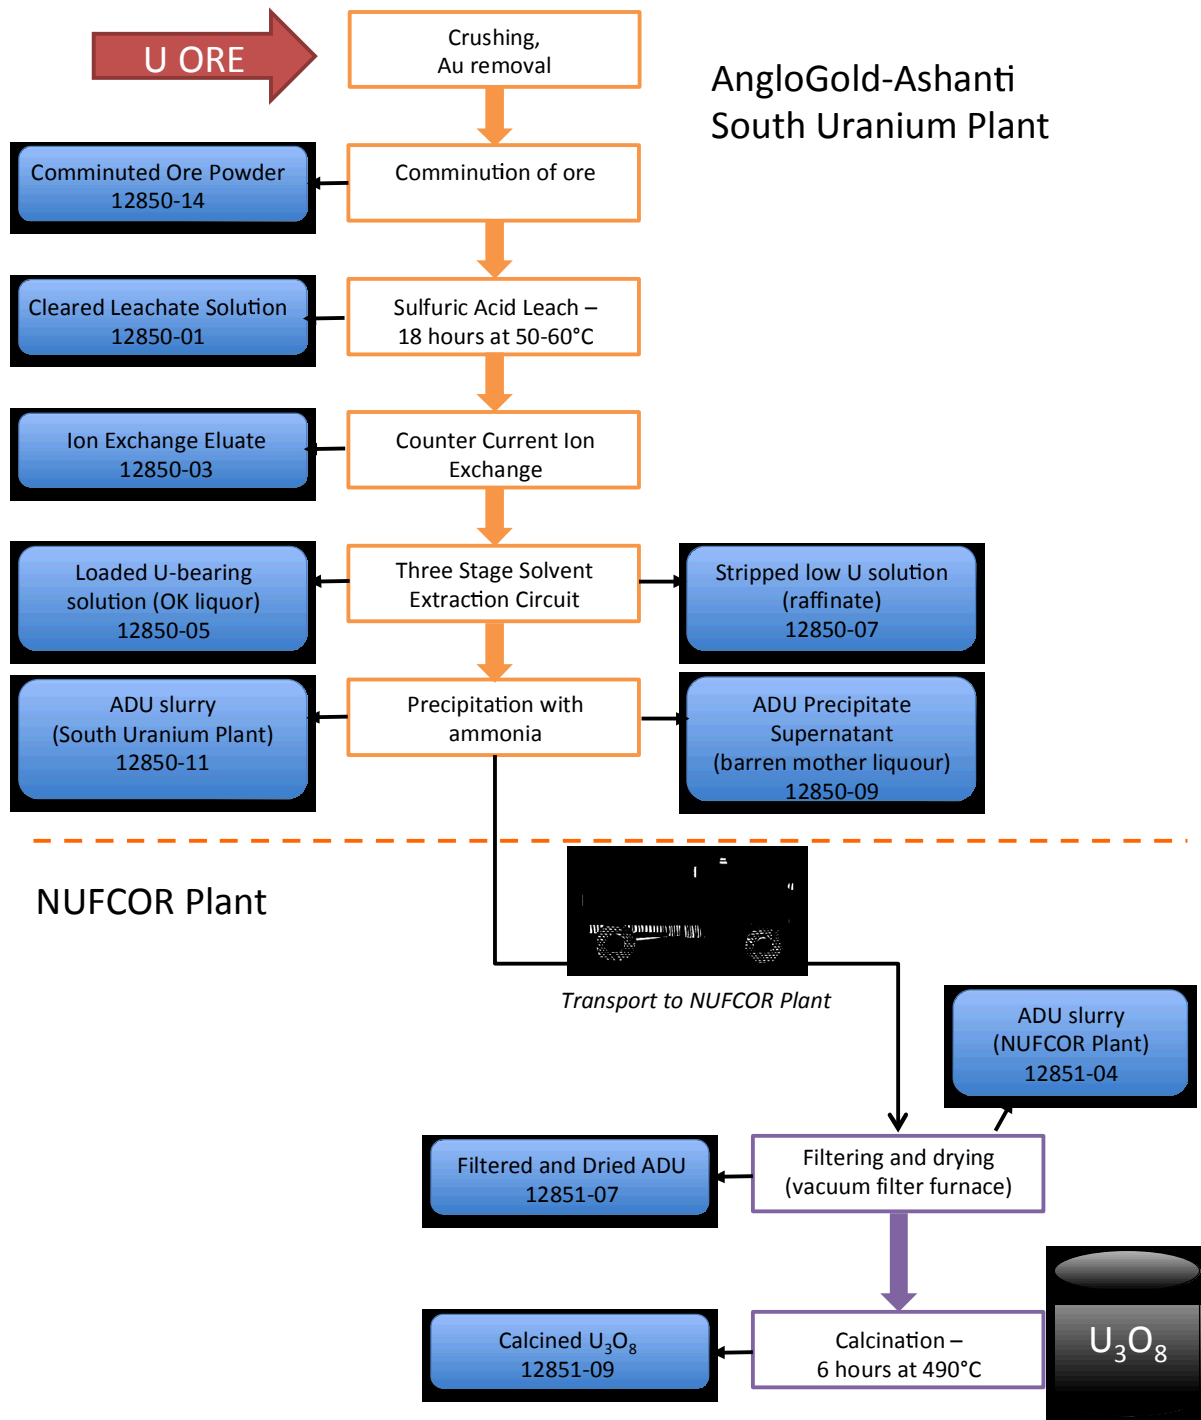 U ORE
Crushing,
Au removal
AngloGold-Ashanti
South Uranium Plant
Comminuted Ore Powder
12850-14
Comminution of ore
Cleared Leachate Solution
12850-01
Sulfuric Acid Leach –
18 hours at 50-60°C
Ion Exchange Eluate
12850-03
Counter Current Ion
Exchange
Loaded U-bearing
solution (OK liquor)
12850-05
Three Stage Solvent
Extraction Circuit
Stripped low U solution
(raffinate)
12850-07
ADU slurry
(South Uranium Plant)
12850-11
Precipitation with
ammonia
ADU Precipitate
Supernatant
(barren mother liquour)
12850-09
NUFCOR Plant
Transport to NUFCOR Plant
ADU slurry
(NUFCOR Plant)
12851-04
Filtered and Dried ADU
12851-07
Filtering and drying
(vacuum filter furnace)
Calcined U₃O₈
12851-09
Calcination –
6 hours at 490°C
U₃O₈